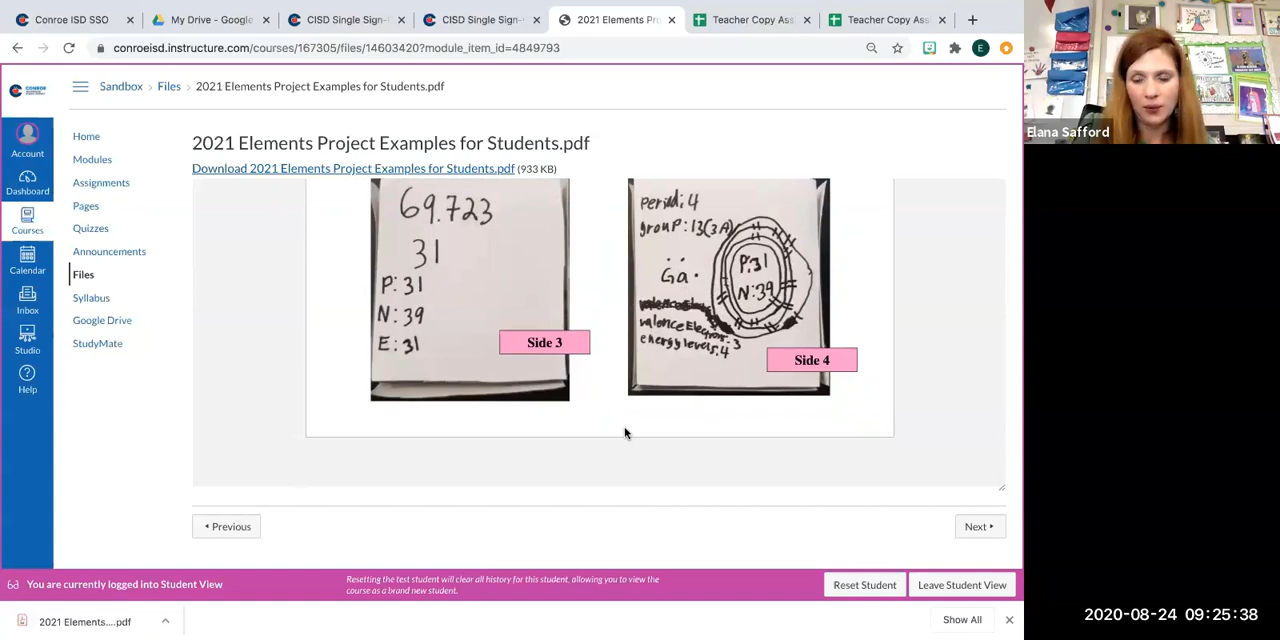 Conroe ISD SSO
My Drive - Google
CISD Single Sign-
CISD Single Sign-
2021 Elements Pro
Teacher Copy Ass
Teacher Copy Ass
conroeisd.instructure.com/courses/167305/files/14603420?module_item_id=4849793
E
CONROE
Sandbox > Files > 2021 Elements Project Examples for Students.pdf
Account
Dashboard
Courses
Calendar
Inbox
Studio
Help
Home
Modules
Assignments
Pages
Quizzes
Announcements
Files
Syllabus
Google Drive
StudyMate
2021 Elements Project Examples for Students.pdf
Download 2021 Elements Project Examples for Students.pdf (933 KB)
69.723
31
P: 31
N: 39
E: 31
Side 3
period: 4
group: 13(3A)
Ga
P:31
N:39
valence Electrons: 3
energy levels: 4
Side 4
Previous
Next
You are currently logged into Student View
Resetting the test student will clear all history for this student, allowing you to view the
course as a brand new student.
Reset Student
Leave Student View
2021 Elements....pdf
Show All
Elana Safford
2020-08-24 09:25:38